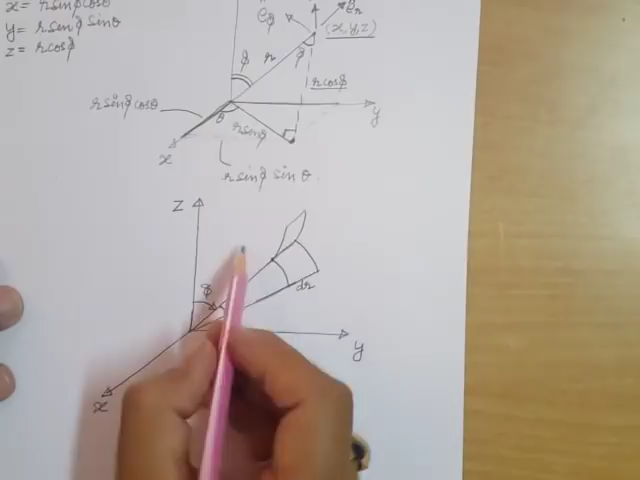 x = r sinϕ cosθ
y = r sinϕ sinθ
z = r cosϕ
eϕ
er
(x,y,z)
ϕ
r
ϕ
r cosϕ
r sinϕ cosθ
θ
r sinϕ
y
x
r sinϕ sinθ
z
dr
ϕ
y
x